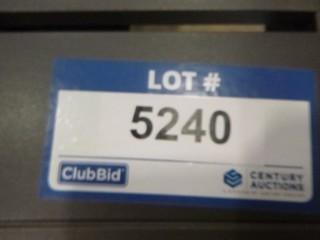 LOT #
5240
ClubBid
CENTURY
AUCTIONS